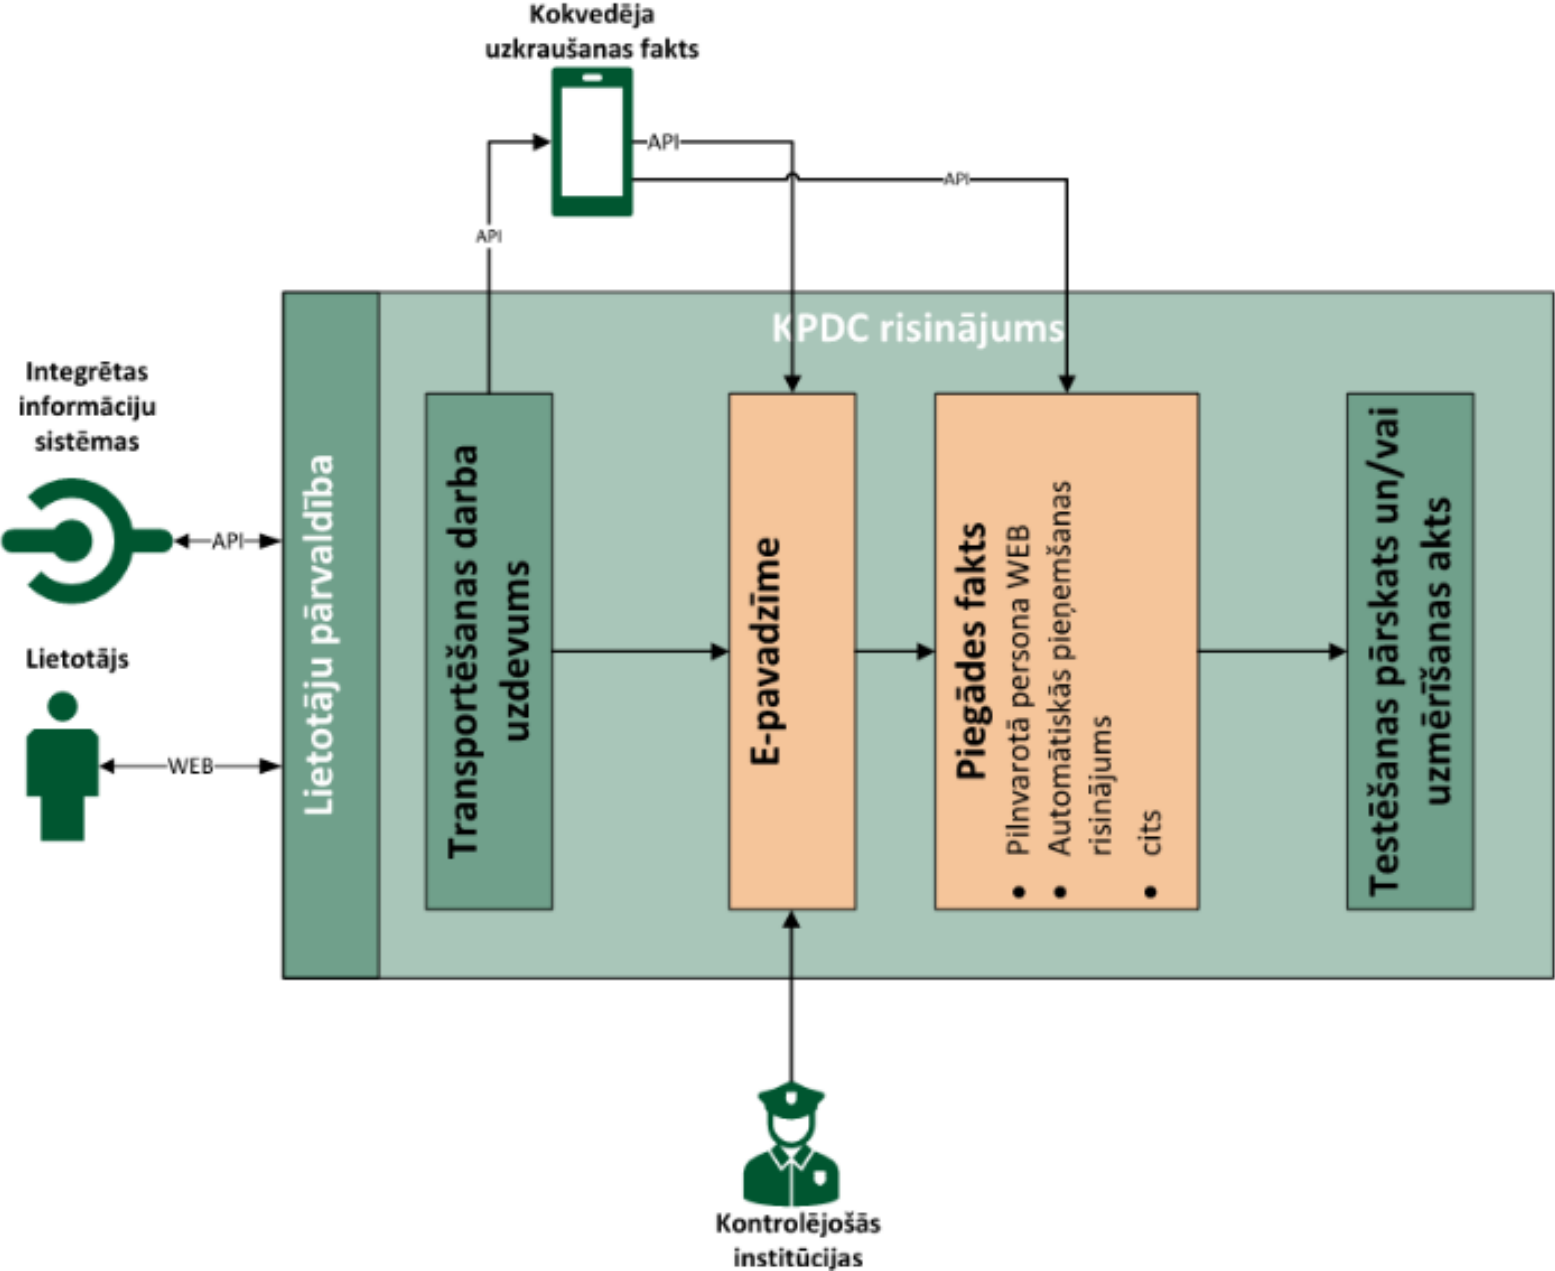 Kokvedēja
uzkraušanas fakts
API
API
API
KPDC risinājums
Integrētas
informāciju
sistēmas
API
Lietotājs
WEB
Lietotāju pārvaldība
Transportēšanas darba
uzdevums
E-pavadzīme
Piegādes fakts
• Pilnvarotā persona WEB
• Automātiskās pieņemšanas
risinājums
• cits
Testēšanas pārskats un/vai
uzmērīšanas akts
Kontrolējošās
institūcijas